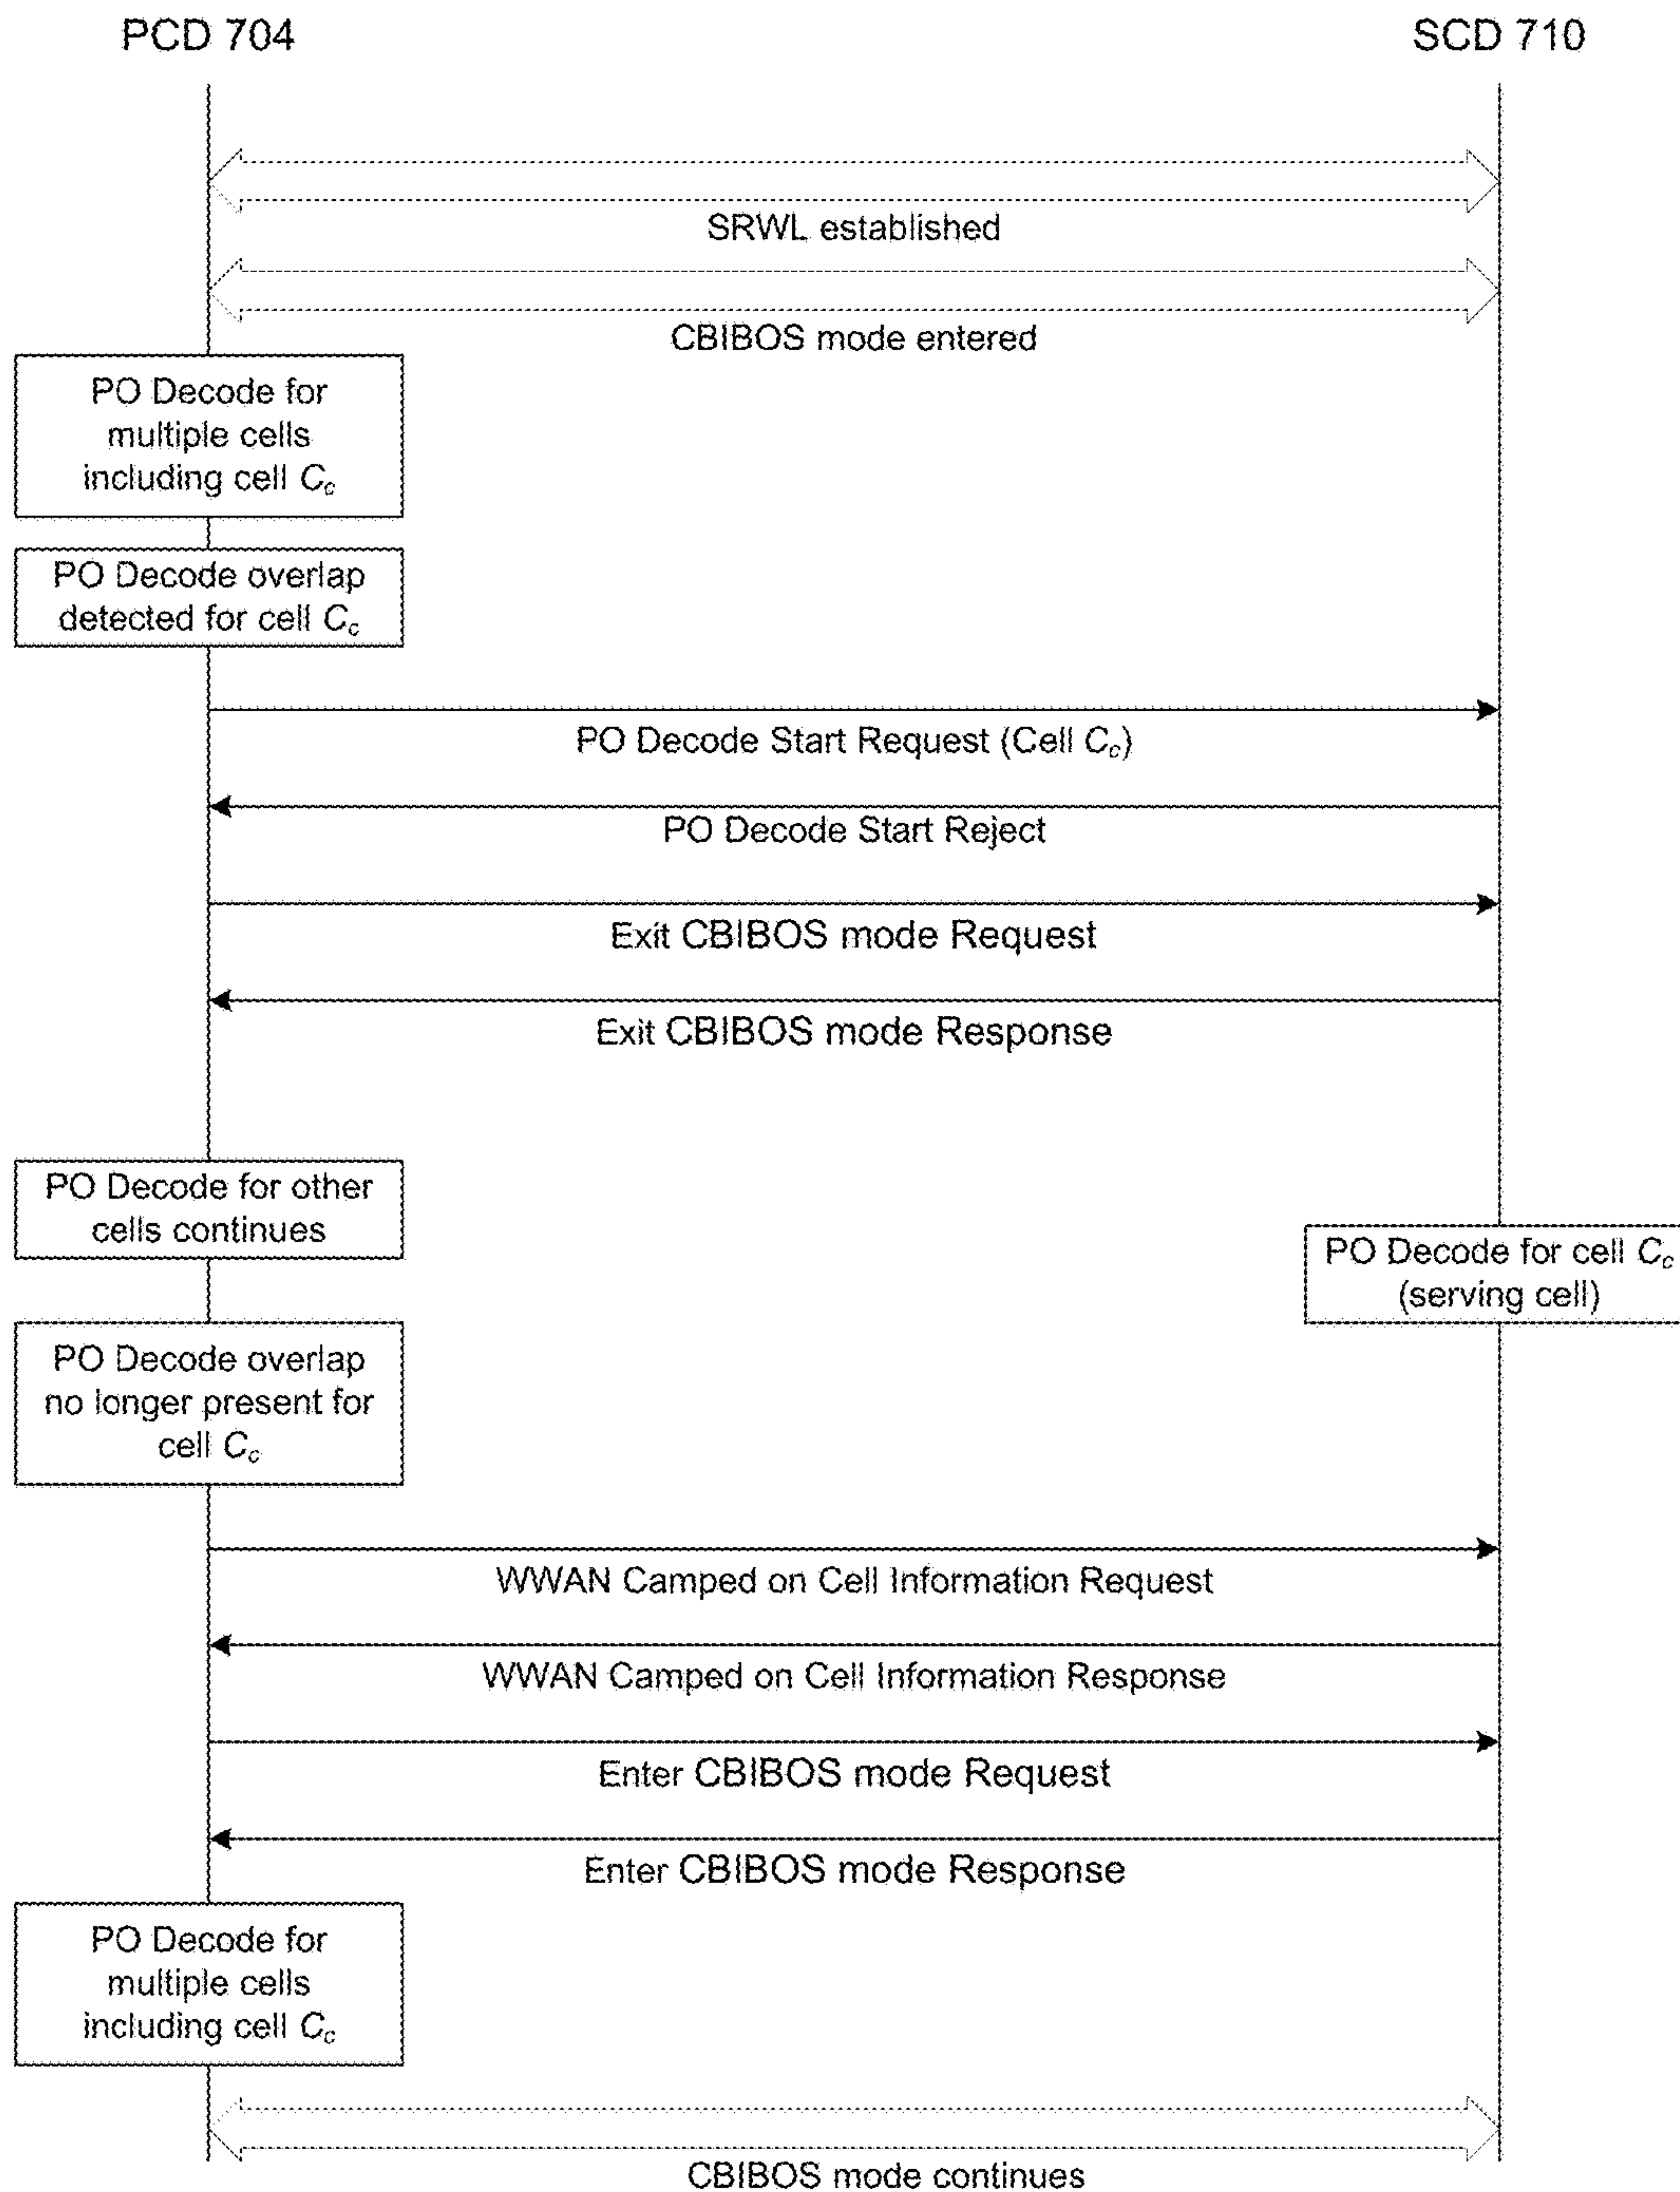 PCD 704
SCD 710
SRWL established
CBIBOS mode entered
PO Decode for
multiple cells
including cell Cc
PO Decode overlap
detected for cell Cc
PO Decode Start Request (Cell Cc)
PO Decode Start Reject
Exit CBIBOS mode Request
Exit CBIBOS mode Response
PO Decode for other
cells continues
PO Decode for cell Cc
(serving cell)
PO Decode overlap
no longer present for
cell Cc
WWAN Camped on Cell Information Request
WWAN Camped on Cell Information Response
Enter CBIBOS mode Request
Enter CBIBOS mode Response
PO Decode for
multiple cells
including cell Cc
CBIBOS mode continues